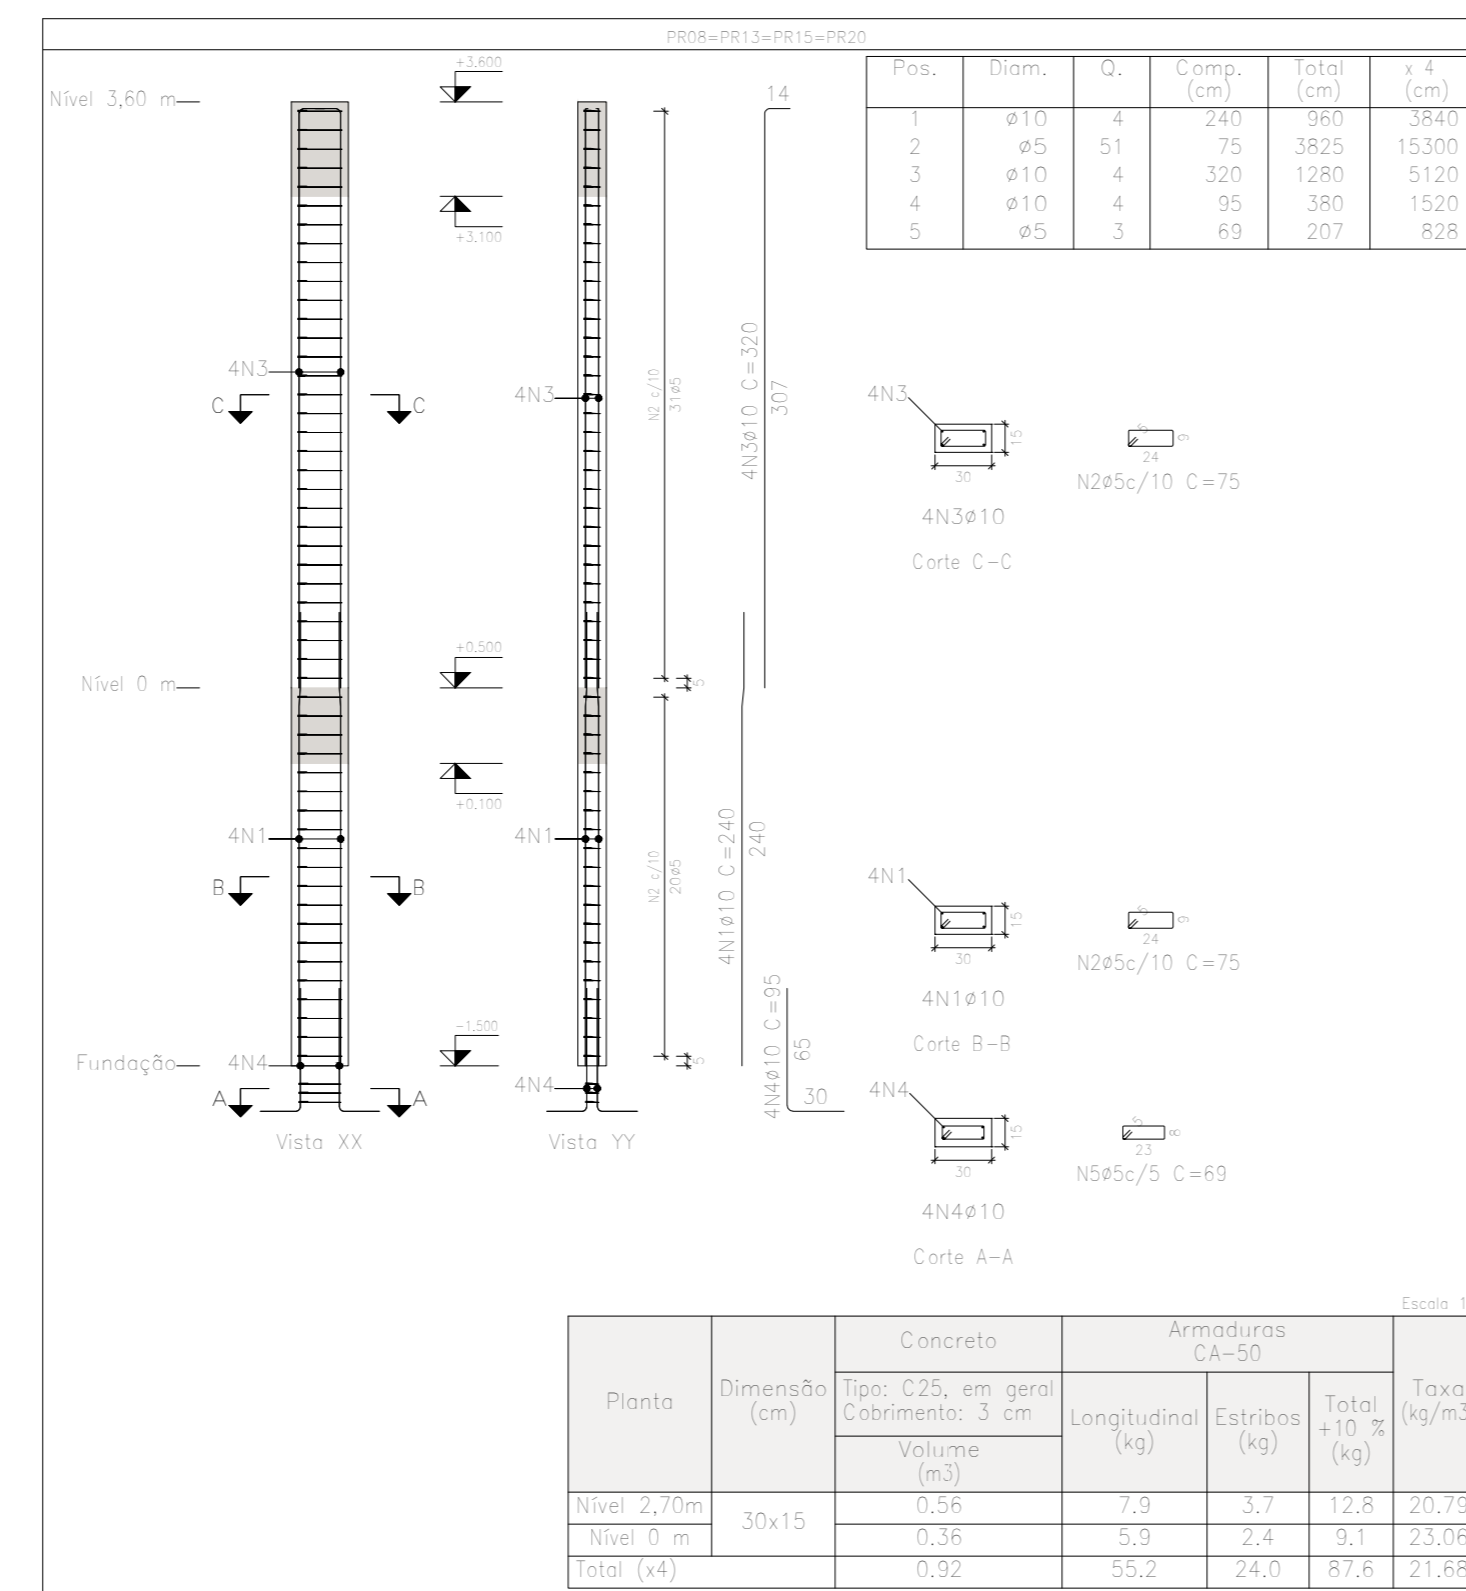 PR08=PR13=PR15=PR20
Pos. Diam. Q. Comp. (cm) Total (cm) x 4 (cm)
1 ø10 4 240 960 3840
2 ø5 51 75 3825 15300
3 ø10 4 320 1280 5120
4 ø10 4 95 380 1520
5 ø5 3 69 207 828
Nível 3,60 m
+3.600
+3.100
14
4N3
C C
4N3
N2 c/10
31ø5
4N3ø10 C=320
307
5
Nível 0 m
+0.500
+0.100
4N1
B B
4N1
N2 c/10
20ø5
4N1ø10 C=240
240
5
Fundação
-1.500
4N4
A A
4N4
4N4ø10 C=95
65
30
Vista XX
Vista YY
4N3
15
30
4N3ø10
Corte C-C
5
9
24
N2ø5c/10 C=75
4N1
15
30
4N1ø10
Corte B-B
5
9
24
N2ø5c/10 C=75
4N4
15
30
4N4ø10
Corte A-A
5
8
23
N5ø5c/5 C=69
Escala 1
Planta
Dimensão
(cm)
Concreto
Tipo: C25, em geral
Cobrimento: 3 cm
Volume
(m3)
Armaduras
CA-50
Longitudinal
(kg)
Estribos
(kg)
Total
+10 %
(kg)
Taxa
(kg/m3
Nível 2,70m 30x15 0.56 7.9 3.7 12.8 20.79
Nível 0 m 0.36 5.9 2.4 9.1 23.06
Total (x4) 0.92 55.2 24.0 87.6 21.68